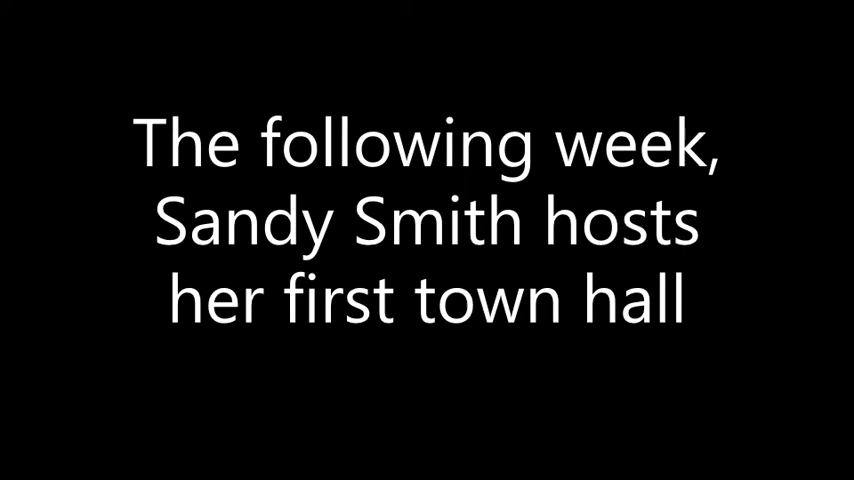 The following week,
Sandy Smith hosts
her first town hall